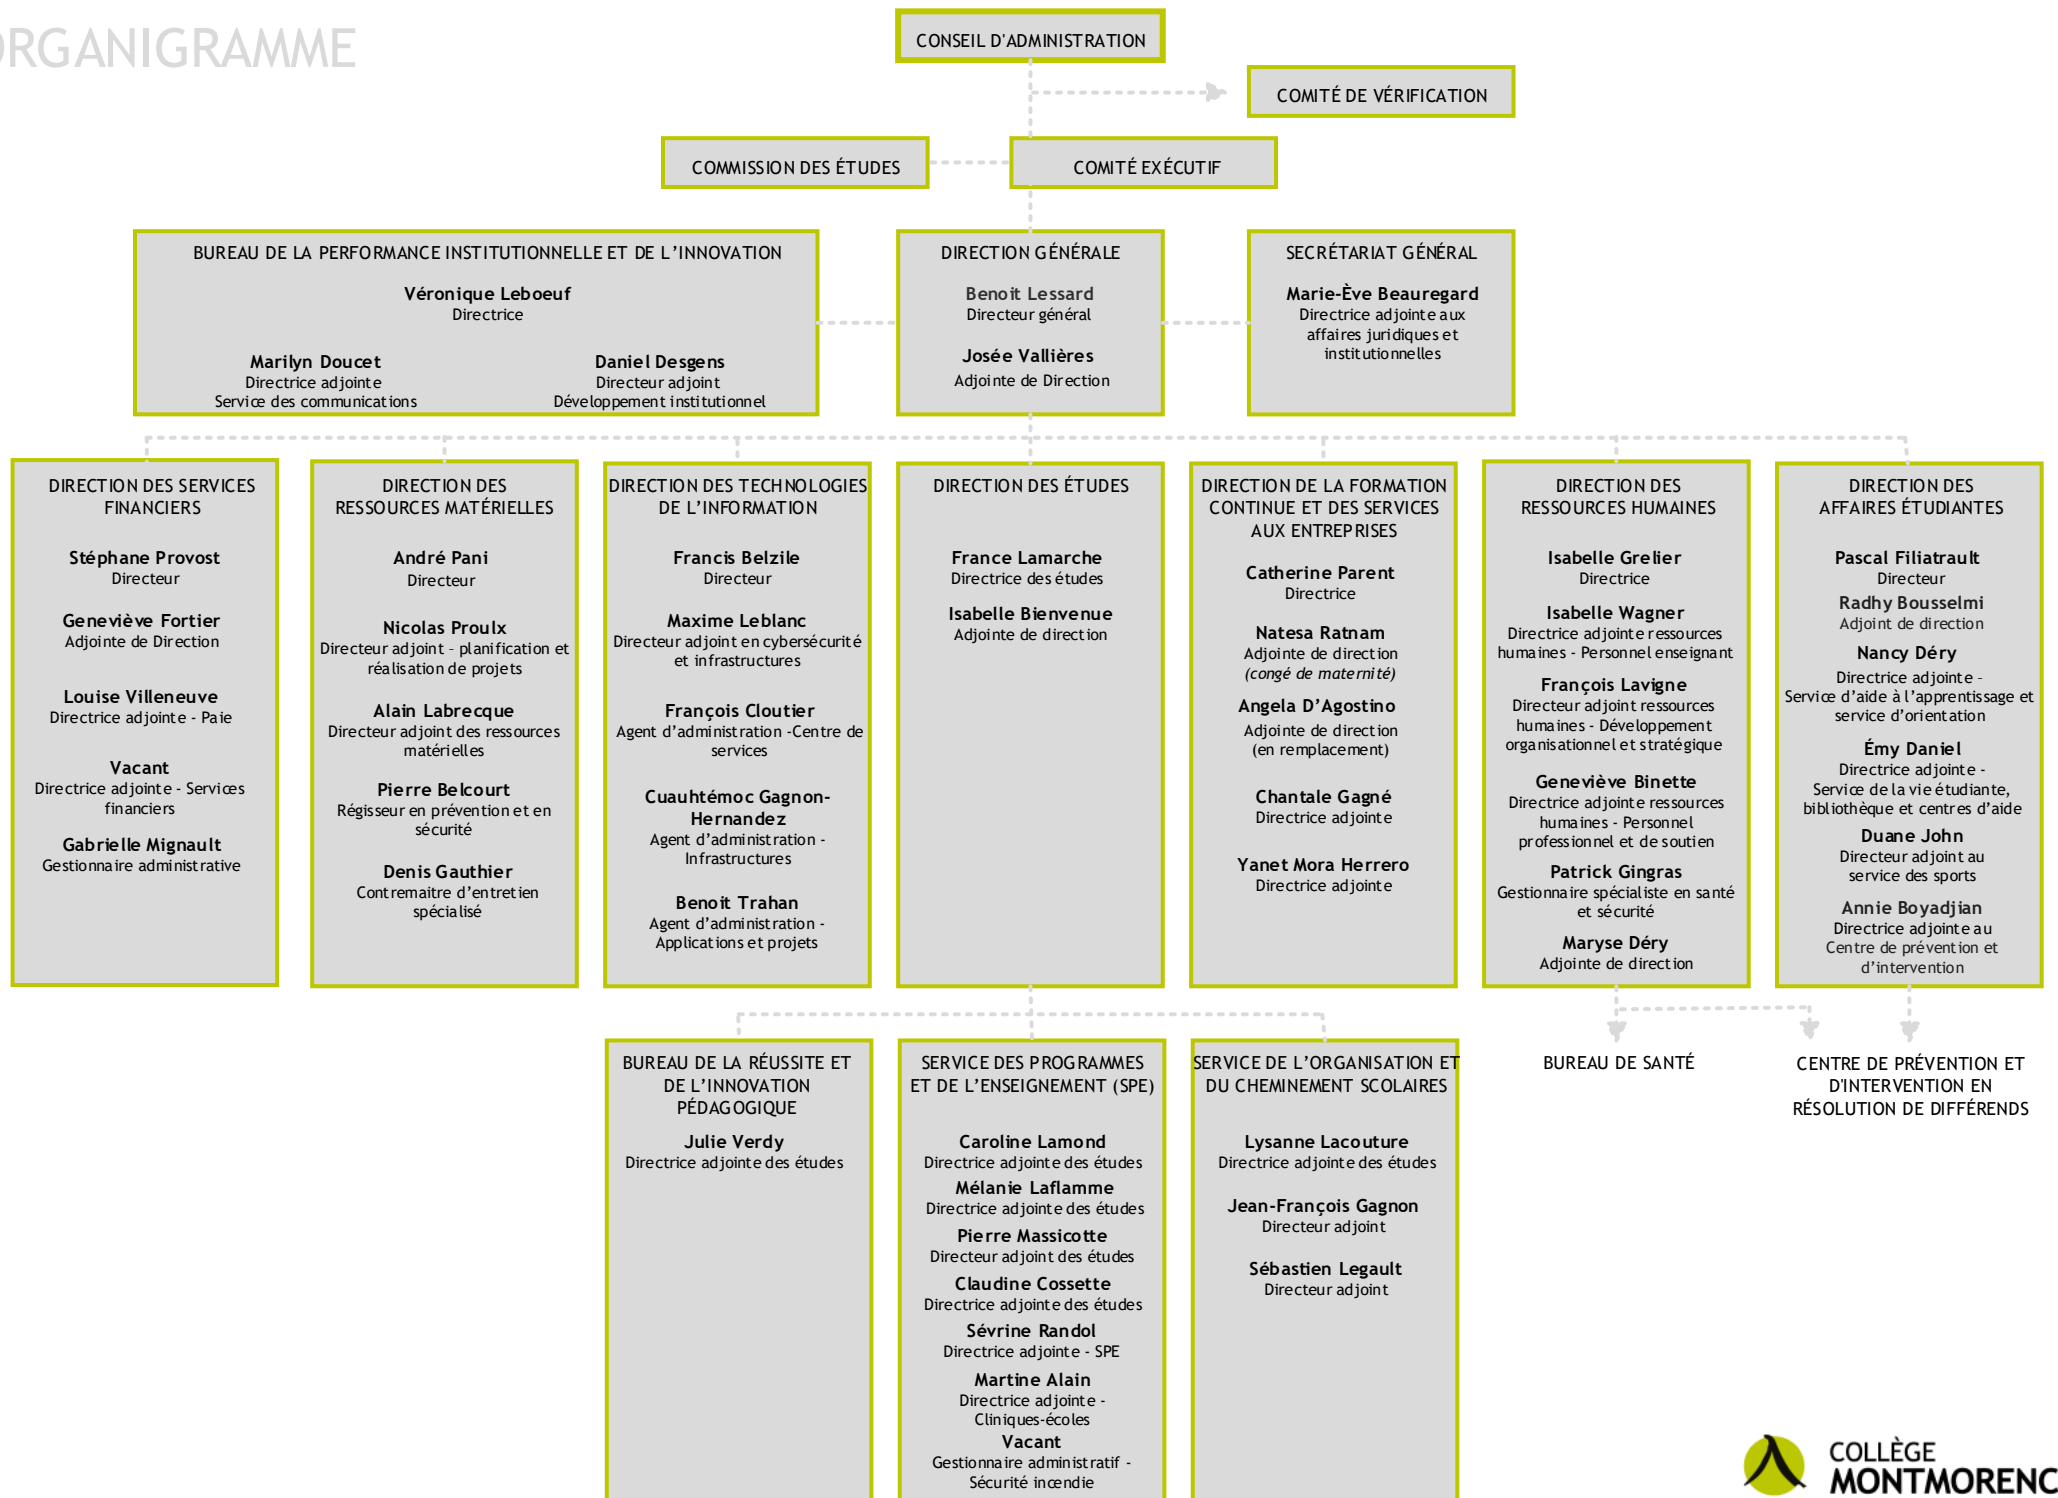 ORGANIGRAMME
CONSEIL D'ADMINISTRATION
COMITÉ DE VÉRIFICATION
COMMISSION DES ÉTUDES
COMITÉ EXÉCUTIF
BUREAU DE LA PERFORMANCE INSTITUTIONNELLE ET DE L’INNOVATION
Véronique Leboeuf
Directrice
Marilyn Doucet
Directrice adjointe
Service des communications
Daniel Desgens
Directeur adjoint
Développement institutionnel
DIRECTION GÉNÉRALE
Benoit Lessard
Directeur général
Josée Vallières
Adjointe de Direction
SECRÉTARIAT GÉNÉRAL
Marie-Ève Beauregard
Directrice adjointe aux
affaires juridiques et
institutionnelles
DIRECTION DES SERVICES
FINANCIERS
Stéphane Provost
Directeur
Geneviève Fortier
Adjointe de Direction
Louise Villeneuve
Directrice adjointe - Paie
Vacant
Directrice adjointe - Services
financiers
Gabrielle Mignault
Gestionnaire administrative
DIRECTION DES
RESSOURCES MATÉRIELLES
André Pani
Directeur
Nicolas Proulx
Directeur adjoint – planification et
réalisation de projets
Alain Labrecque
Directeur adjoint des ressources
matérielles
Pierre Belcourt
Régisseur en prévention et en
sécurité
Denis Gauthier
Contremaitre d’entretien
spécialisé
DIRECTION DES TECHNOLOGIES
DE L’INFORMATION
Francis Belzile
Directeur
Maxime Leblanc
Directeur adjoint en cybersécurité
et infrastructures
François Cloutier
Agent d’administration -Centre de
services
Cuauhtémoc Gagnon-
Hernandez
Agent d’administration -
Infrastructures
Benoit Trahan
Agent d’administration -
Applications et projets
DIRECTION DES ÉTUDES
France Lamarche
Directrice des études
Isabelle Bienvenue
Adjointe de direction
DIRECTION DE LA FORMATION
CONTINUE ET DES SERVICES
AUX ENTREPRISES
Catherine Parent
Directrice
Natesa Ratnam
Adjointe de direction
(congé de maternité)
Angela D’Agostino
Adjointe de direction
(en remplacement)
Chantale Gagné
Directrice adjointe
Yanet Mora Herrero
Directrice adjointe
DIRECTION DES
RESSOURCES HUMAINES
Isabelle Grelier
Directrice
Isabelle Wagner
Directrice adjointe ressources
humaines - Personnel enseignant
François Lavigne
Directeur adjoint ressources
humaines - Développement
organisationnel et stratégique
Geneviève Binette
Directrice adjointe ressources
humaines - Personnel
professionnel et de soutien
Patrick Gingras
Gestionnaire spécialiste en santé
et sécurité
Maryse Déry
Adjointe de direction
DIRECTION DES
AFFAIRES ÉTUDIANTES
Pascal Filiatrault
Directeur
Radhy Bousselmi
Adjoint de direction
Nancy Déry
Directrice adjointe –
Service d’aide à l’apprentissage et
service d’orientation
Émy Daniel
Directrice adjointe -
Service de la vie étudiante,
bibliothèque et centres d’aide
Duane John
Directeur adjoint au
service des sports
Annie Boyadjian
Directrice adjointe au
Centre de prévention et
d’intervention
BUREAU DE LA RÉUSSITE ET
DE L’INNOVATION
PÉDAGOGIQUE
Julie Verdy
Directrice adjointe des études
SERVICE DES PROGRAMMES
ET DE L’ENSEIGNEMENT (SPE)
Caroline Lamond
Directrice adjointe des études
Mélanie Laflamme
Directrice adjointe des études
Pierre Massicotte
Directeur adjoint des études
Claudine Cossette
Directrice adjointe des études
Sévrine Randol
Directrice adjointe - SPE
Martine Alain
Directrice adjointe -
Cliniques-écoles
Vacant
Gestionnaire administratif -
Sécurité incendie
SERVICE DE L’ORGANISATION ET
DU CHEMINEMENT SCOLAIRES
Lysanne Lacouture
Directrice adjointe des études
Jean-François Gagnon
Directeur adjoint
Sébastien Legault
Directeur adjoint
BUREAU DE SANTÉ
CENTRE DE PRÉVENTION ET
D'INTERVENTION EN
RÉSOLUTION DE DIFFÉRENDS
COLLÈGE
MONTMORENC